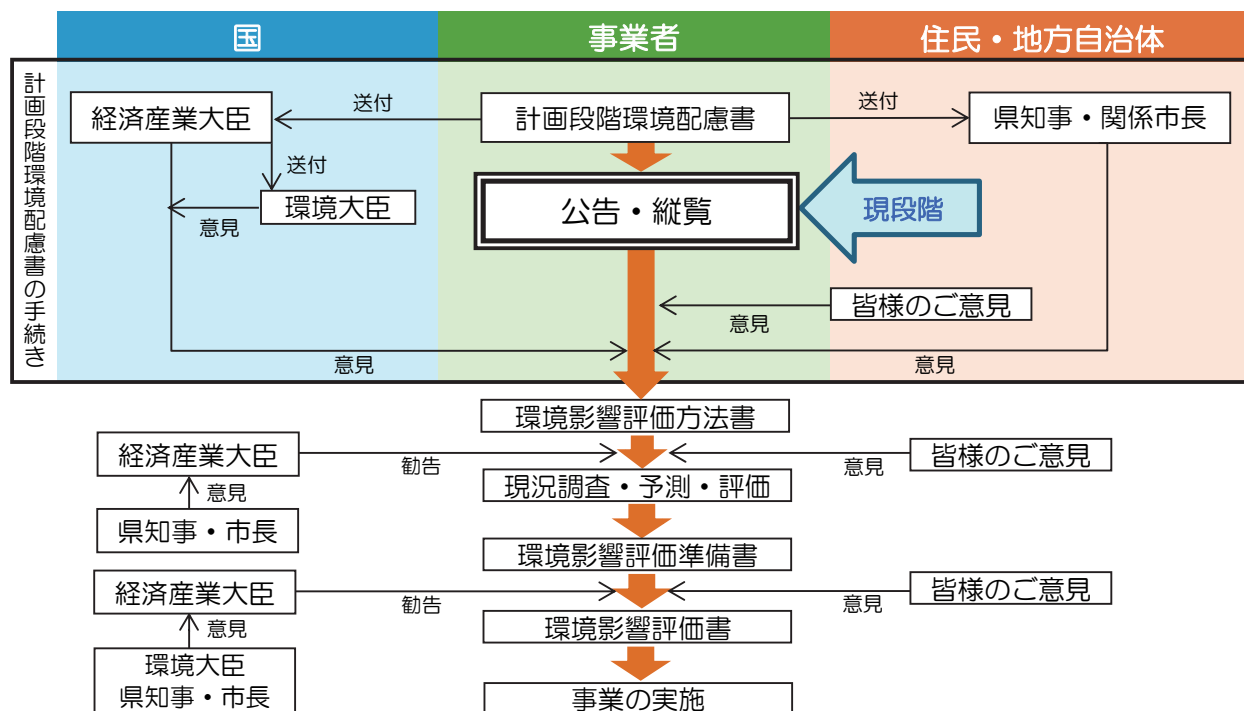 国
事業者
住民・地方自治体
計画段階環境配慮書の手続き
経済産業大臣
送付
計画段階環境配慮書
送付
県知事・関係市長
送付
環境大臣
意見
公告・縦覧
現段階
皆様のご意見
意見
意見
意見
環境影響評価方法書
経済産業大臣
勧告
意見
皆様のご意見
意見
県知事・市長
現況調査・予測・評価
環境影響評価準備書
経済産業大臣
勧告
意見
皆様のご意見
意見
環境大臣
県知事・市長
環境影響評価書
事業の実施